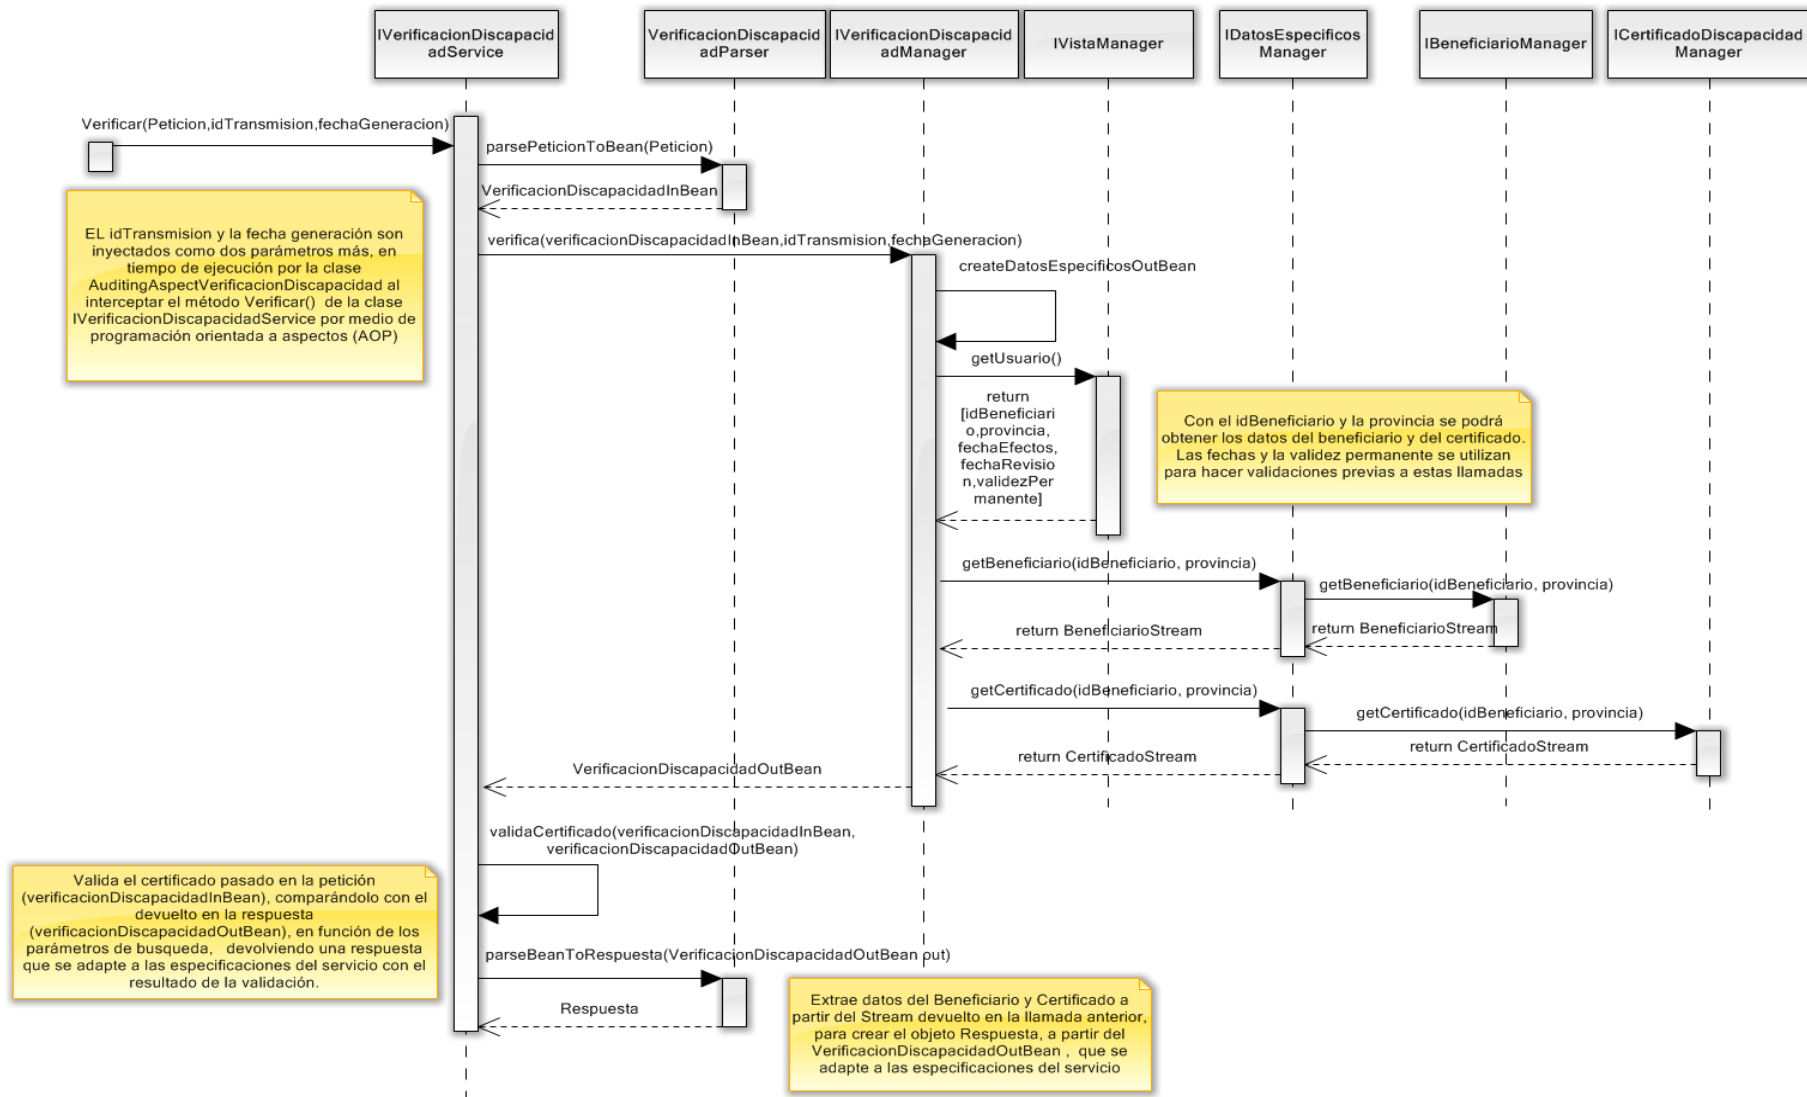 IVerificacionDiscapacid
adService
VerificacionDiscapacid
adParser
IVerificacionDiscapaci
dadManager
IVistaManager
IDatosEspecificos
Manager
IBeneficiarioManager
ICertificadoDiscapacidad
Manager
Verificar(Peticion,idTransmision,fechaGeneracion)
parsePeticionToBean(Peticion)
VerificacionDiscapacidadInBean
EL idTransmision y la fecha generación son
inyectados como dos parámetros más, en
tiempo de ejecución por la clase
AuditingAspectVerificacionDiscapacidad al
interceptar el método Verificar() de la clase
IVerificacionDiscapacidadService por medio de
programación orientada a aspectos (AOP)
verifica(verificacionDiscapacidadInBean,idTransmision,fechaGeneracion)
createDatosEspecificosOutBean
getUsuario()
return
[idBeneficiari
o,provincia,
fechaEfectos,
fechaRevisio
n,validezPer
manente]
Con el idBeneficiario y la provincia se podrá
obtener los datos del beneficiario y del certificado.
Las fechas y la validez permanente se utilizan
para hacer validaciones previas a estas llamadas
getBeneficiario(idBeneficiario, provincia)
getBeneficiario(idBeneficiario, provincia)
return BeneficiarioStream
return BeneficiarioStream
getCertificado(idBeneficiario, provincia)
getCertificado(idBeneficiario, provincia)
return CertificadoStream
return CertificadoStream
VerificacionDiscapacidadOutBean
validaCertificado(verificacionDiscapacidadInBean,
verificacionDiscapacidadOutBean)
Valida el certificado pasado en la petición
(verificacionDiscapacidadInBean), comparándolo con el
devuelto en la respuesta
(verificacionDiscapacidadOutBean), en función de los
parámetros de busqueda, devolviendo una respuesta
que se adapte a las especificaciones del servicio con el
resultado de la validación.
parseBeanToRespuesta(VerificacionDiscapacidadOutBean out)
Respuesta
Extrae datos del Beneficiario y Certificado a
partir del Stream devuelto en la llamada anterior,
para crear el objeto Respuesta, a partir del
VerificacionDiscapacidadOutBean , que se
adapte a las especificaciones del servicio